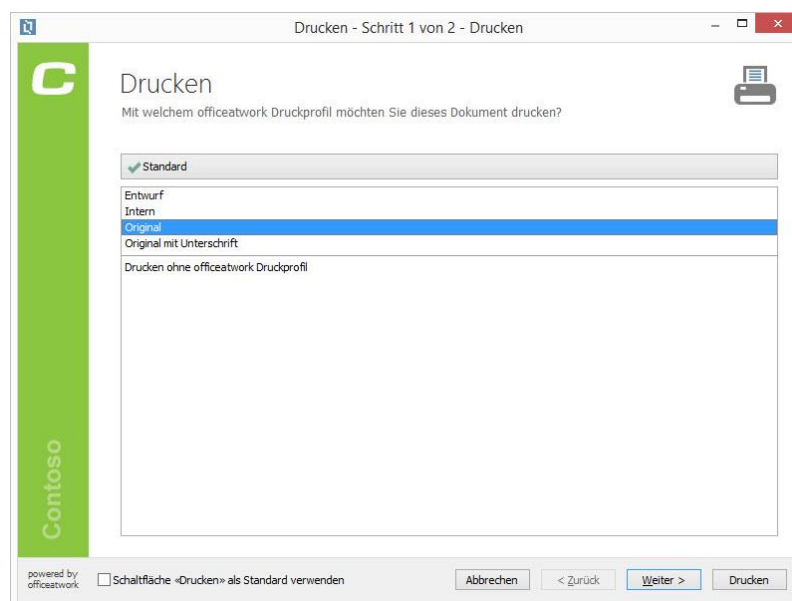 Drucken - Schritt 1 von 2 - Drucken
C
Drucken
Mit welchem officeatwork Druckprofil möchten Sie dieses Dokument drucken?
Standard
Entwurf
Intern
Original
Original mit Unterschrift
Drucken ohne officeatwork Druckprofil
Contoso
powered by
officeatwork
Schaltfläche «Drucken» als Standard verwenden
Abbrechen
< Zurück
Weiter >
Drucken